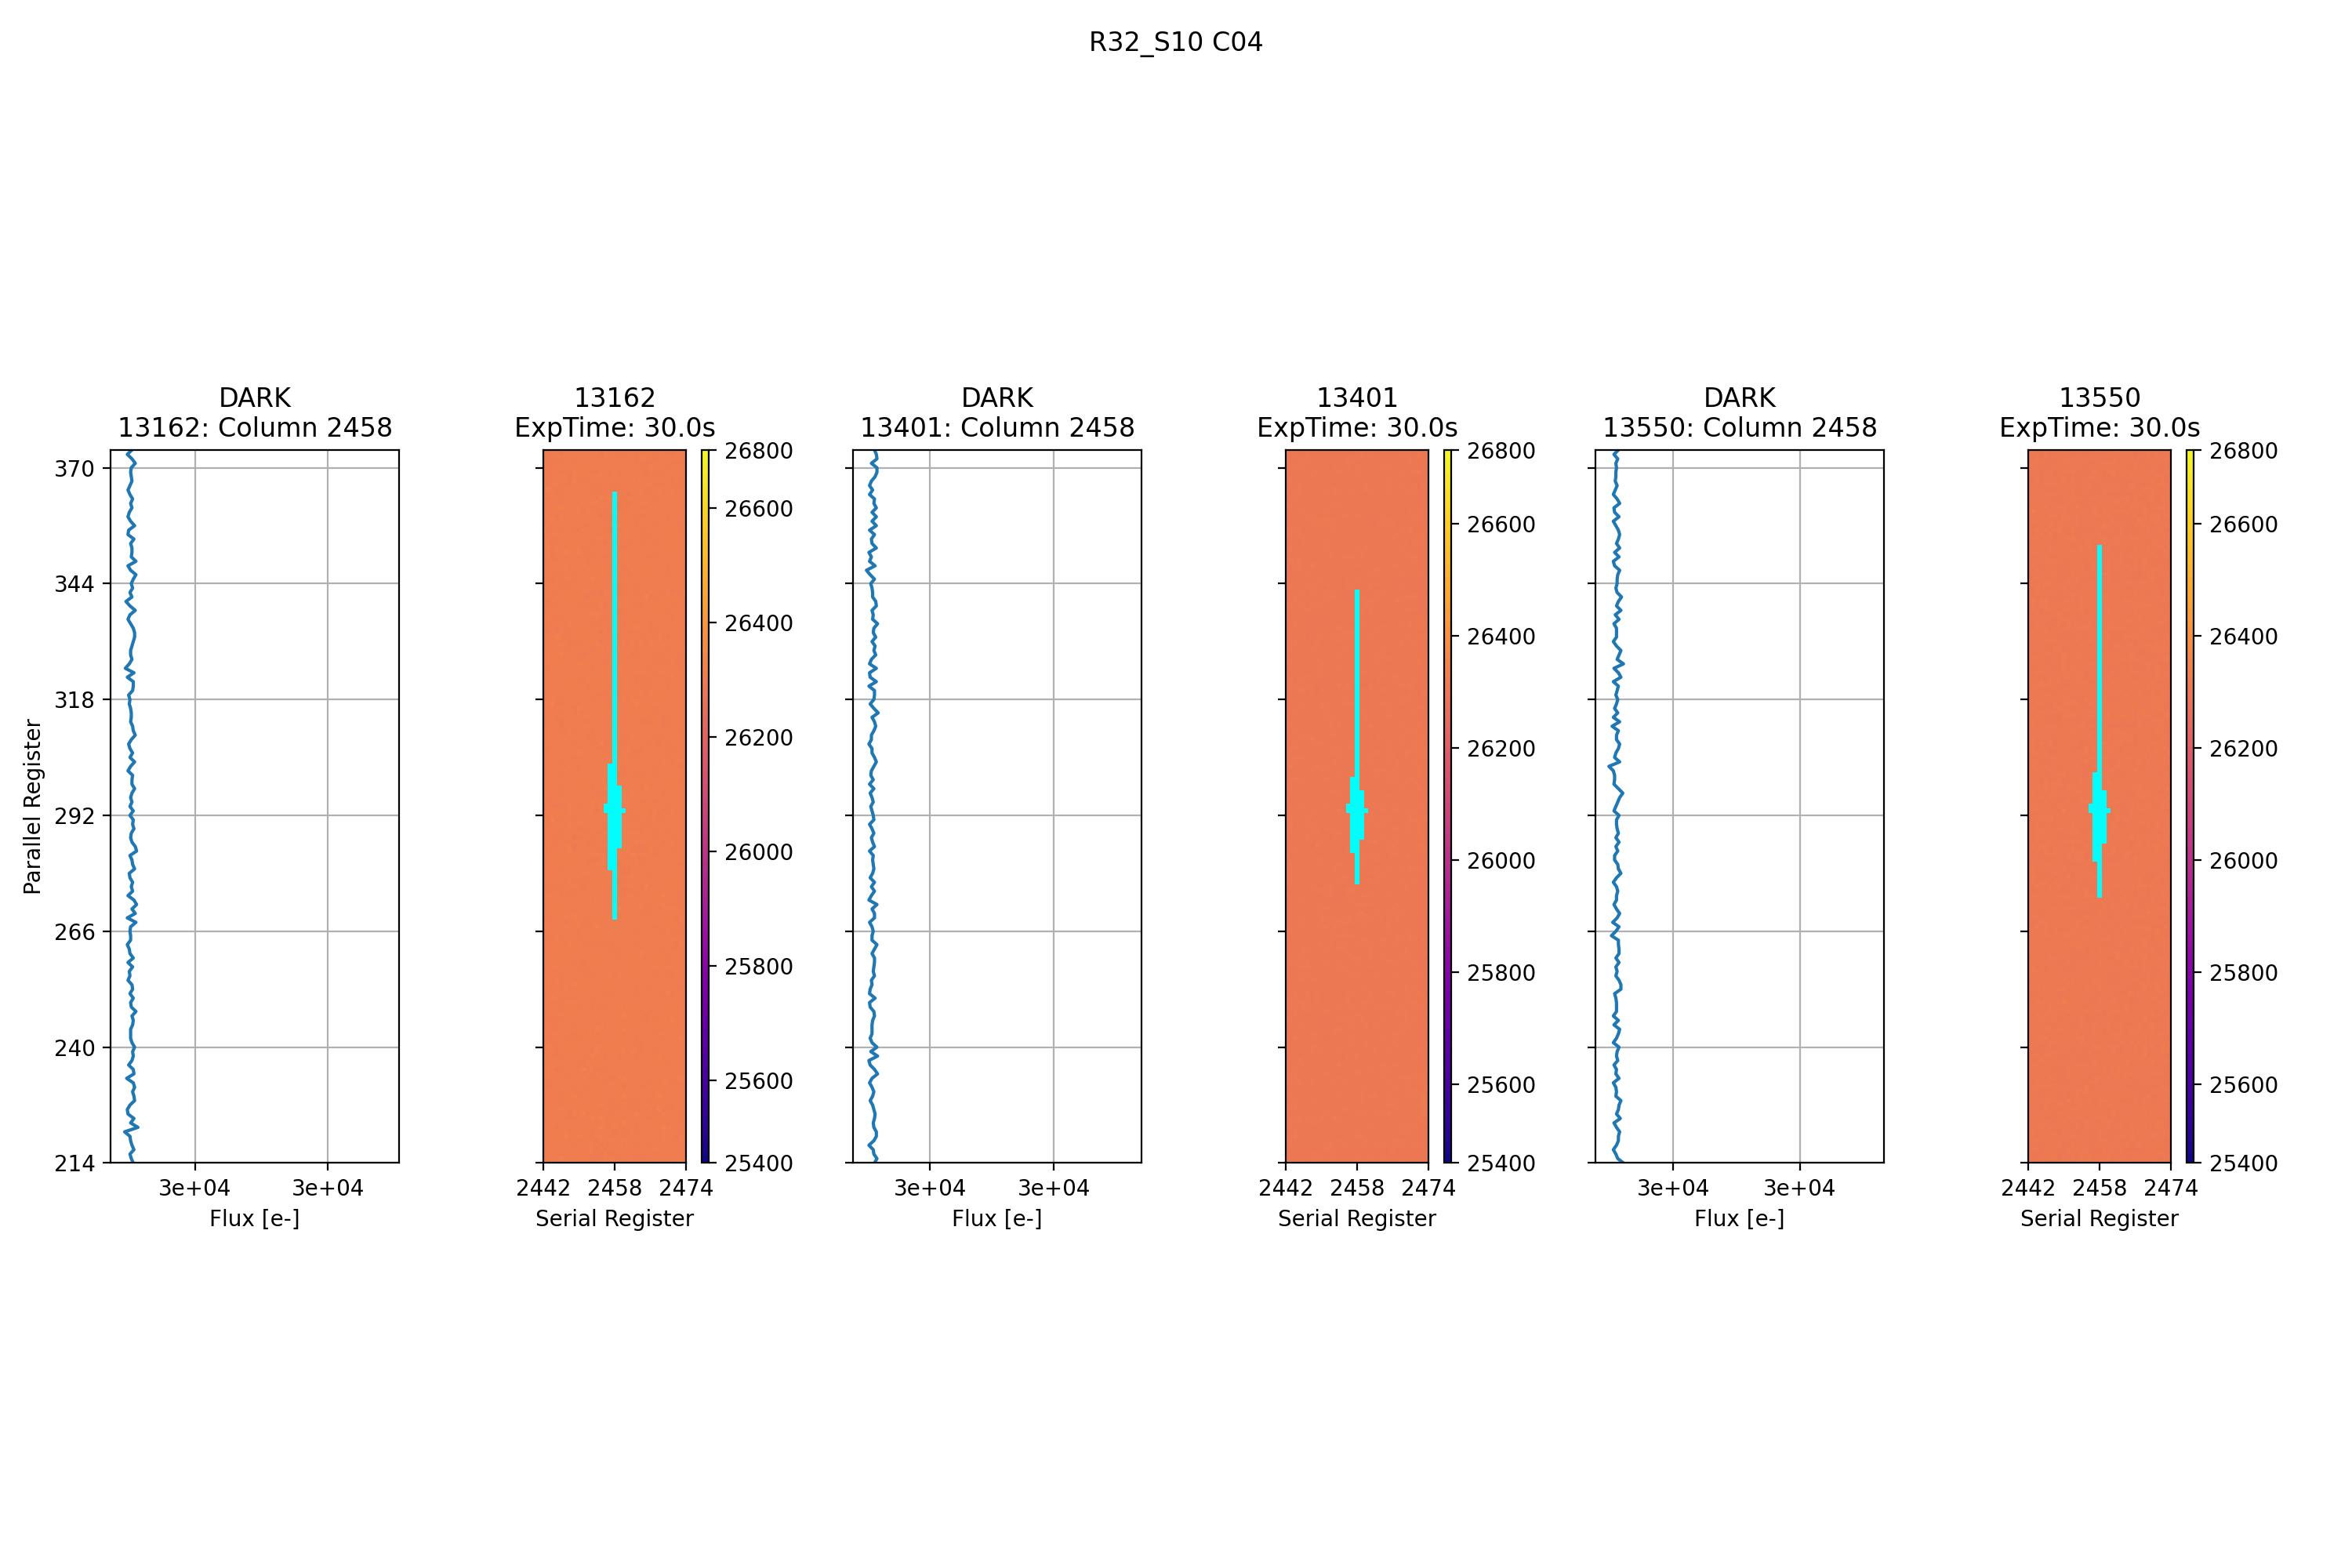 R32_S10 C04
DARK
13162: Column 2458
13162
ExpTime: 30.0s
DARK
13401: Column 2458
13401
ExpTime: 30.0s
DARK
13550: Column 2458
13550
ExpTime: 30.0s
Parallel Register
370
344
318
292
266
240
214
3e+04 3e+04
Flux [e-]
2442 2458 2474
Serial Register
26800
26600
26400
26200
26000
25800
25600
25400
3e+04 3e+04
Flux [e-]
2442 2458 2474
Serial Register
26800
26600
26400
26200
26000
25800
25600
25400
3e+04 3e+04
Flux [e-]
2442 2458 2474
Serial Register
26800
26600
26400
26200
26000
25800
25600
25400